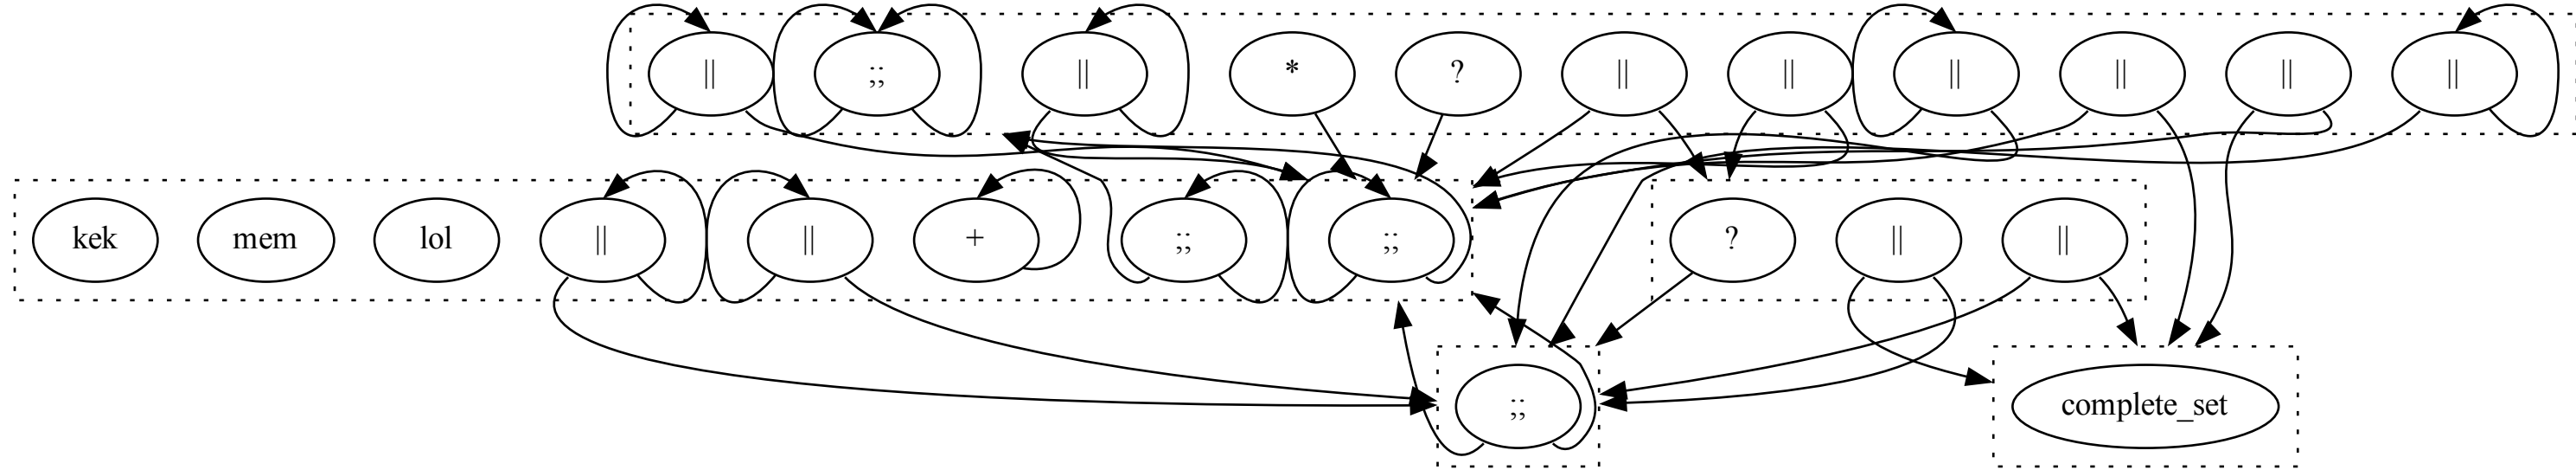 || ;; || * ? || || || || || ||
kek mem lol || || + ;; ;; ? || ||
;; complete_set